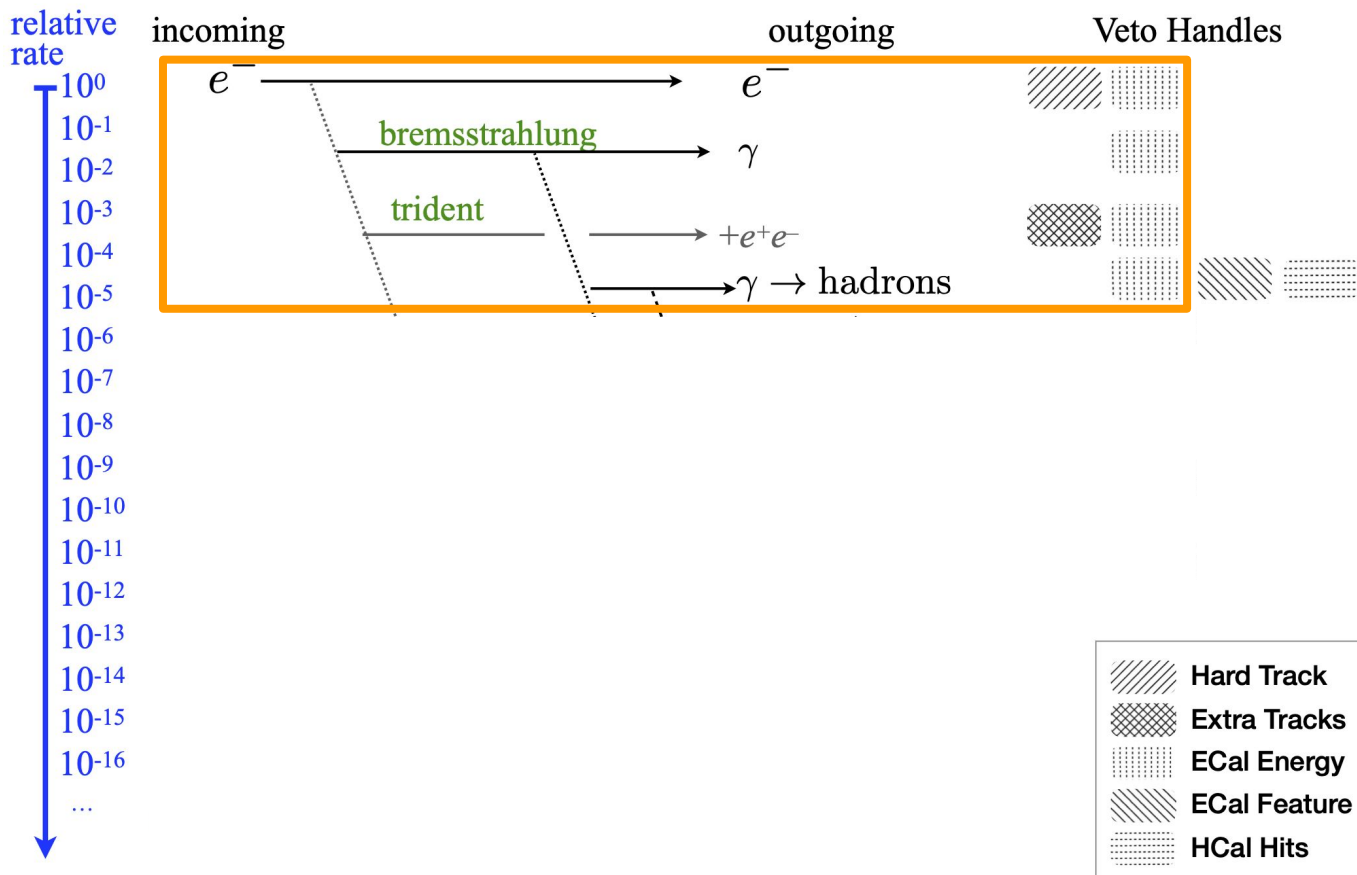 relative
rate
incoming
outgoing
Veto Handles
e⁻
e⁻
10⁰
10⁻¹
bremsstrahlung
γ
10⁻²
10⁻³
trident
+e⁺e⁻
10⁻⁴
γ → hadrons
10⁻⁵
10⁻⁶
10⁻⁷
10⁻⁸
10⁻⁹
10⁻¹⁰
10⁻¹¹
10⁻¹²
10⁻¹³
10⁻¹⁴
10⁻¹⁵
10⁻¹⁶
...
Hard Track
Extra Tracks
ECal Energy
ECal Feature
HCal Hits